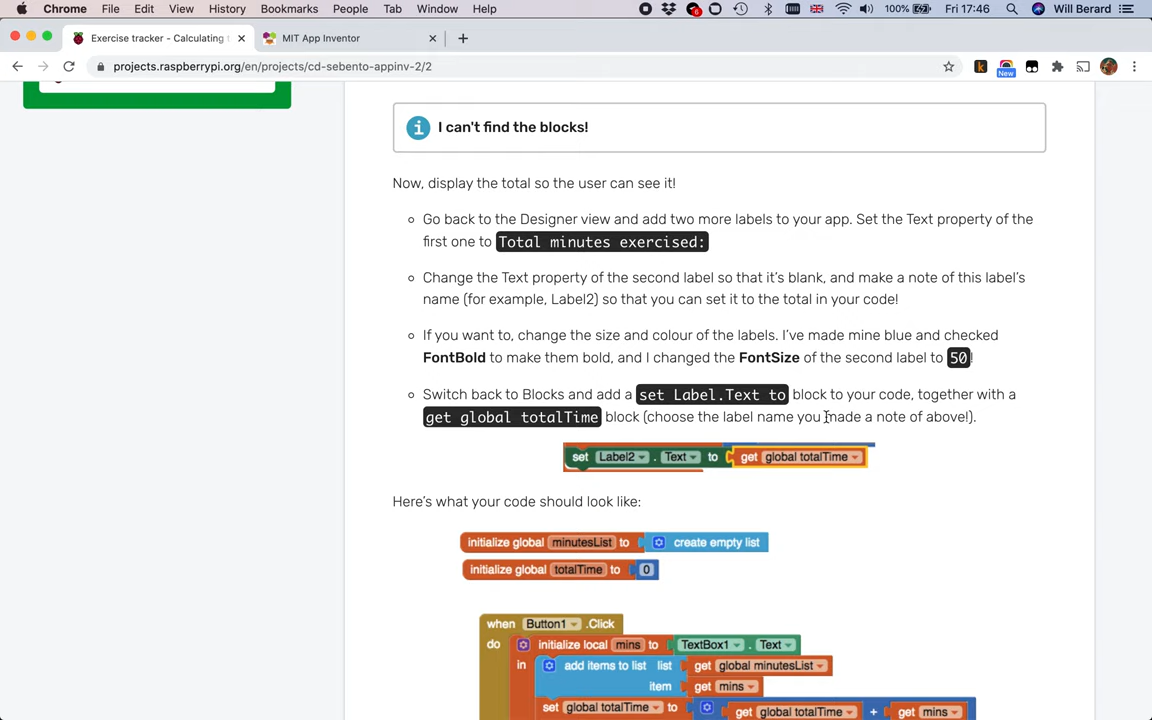 Chrome File Edit View History Bookmarks People Tab Window Help 6 100% Fri 17:46 Will Berard
Exercise tracker - Calculating t × MIT App Inventor × +
projects.raspberrypi.org/en/projects/cd-sebento-appinv-2/2 k New
i I can't find the blocks!
Now, display the total so the user can see it!
Go back to the Designer view and add two more labels to your app. Set the Text property of the
first one to Total minutes exercised:
Change the Text property of the second label so that it's blank, and make a note of this label's
name (for example, Label2) so that you can set it to the total in your code!
If you want to, change the size and colour of the labels. I've made mine blue and checked
FontBold to make them bold, and I changed the FontSize of the second label to 50!
Switch back to Blocks and add a set Label.Text to block to your code, together with a
get global totalTime block (choose the label name you made a note of above!).
set Label2 . Text to get global totalTime
Here's what your code should look like:
initialize global minutesList to create empty list
initialize global totalTime to 0
when Button1 .Click
do initialize local mins to TextBox1 . Text
in add items to list list get global minutesList
item get mins
set global totalTime to get global totalTime + get mins